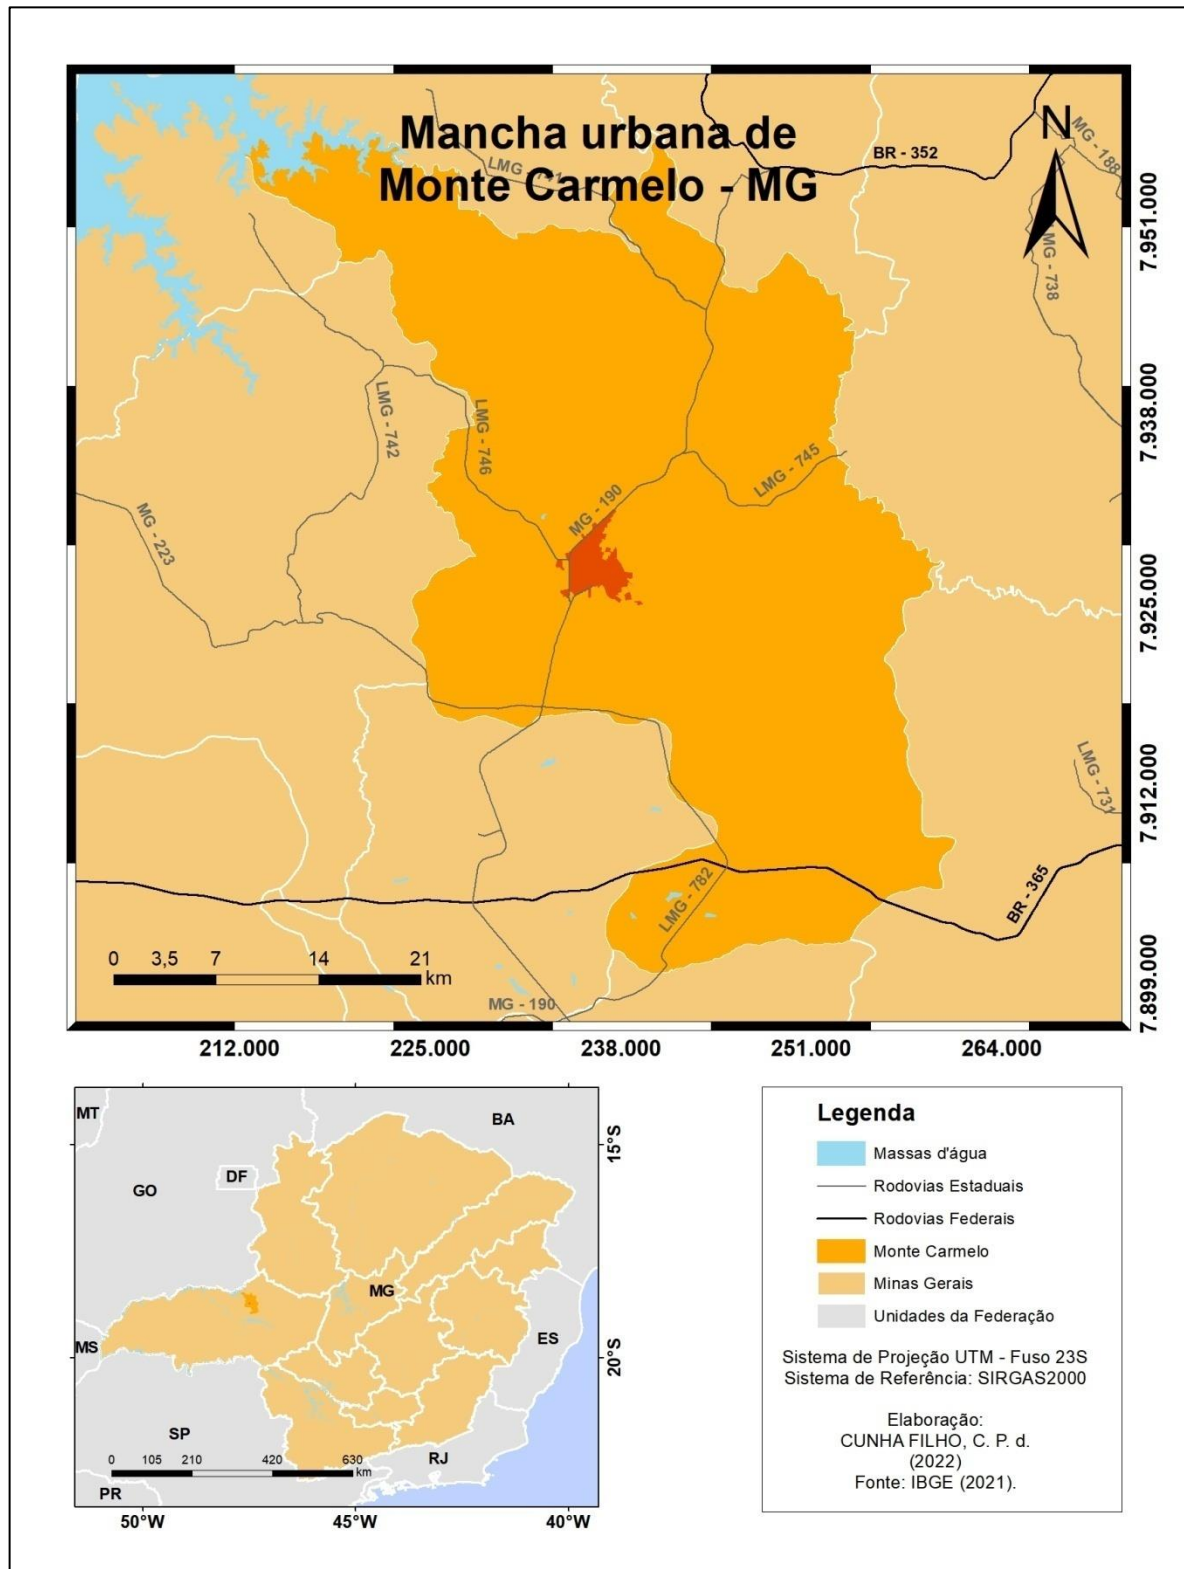 Mancha urbana de
Monte Carmelo - MG
N
BR - 352
MG - 188
MG - 738
LMG - 742
LMG - 746
LMG - 745
MG - 190
MG - 223
LMG - 731
BR - 365
LMG - 782
MG - 190
0 3,5 7 14 21
km
7.951.000
7.938.000
7.925.000
7.912.000
7.899.000
212.000 225.000 238.000 251.000 264.000
MT
BA
DF
GO
MG
ES
MS
SP
RJ
PR
0 105 210 420 630
km
15°S
20°S
50°W 45°W 40°W
Legenda
Massas d'água
Rodovias Estaduais
Rodovias Federais
Monte Carmelo
Minas Gerais
Unidades da Federação
Sistema de Projeção UTM - Fuso 23S
Sistema de Referência: SIRGAS2000
Elaboração:
CUNHA FILHO, C. P. d.
(2022)
Fonte: IBGE (2021).